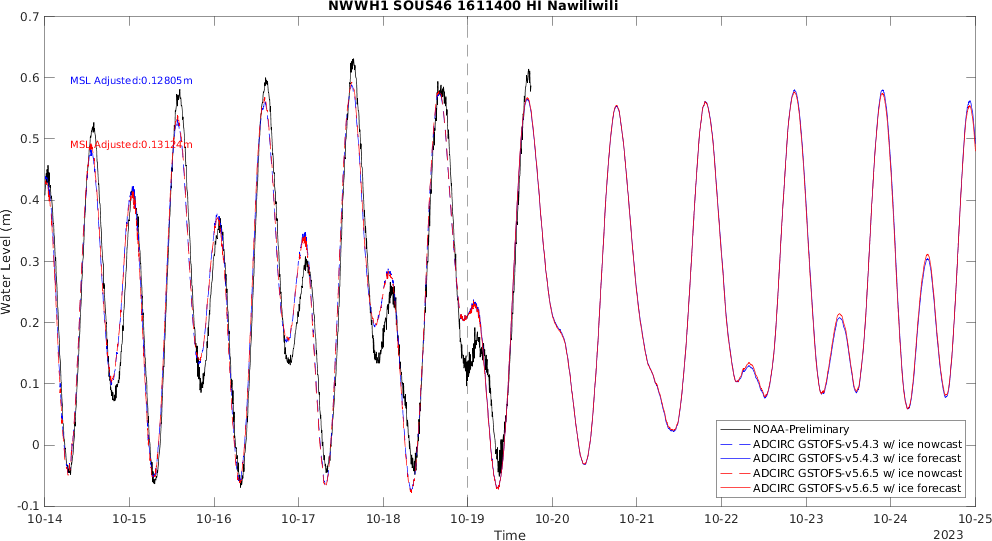 NWWH1 SOUS46 1611400 HI Nawiliwili
0.7
0.6
0.5
0.4
0.3
0.2
0.1
0
-0.1
Water Level (m)
MSL Adjusted:0.12805m
MSL Adjusted:0.13124m
NOAA-Preliminary
ADCIRC GSTOFS-v5.4.3 w/ ice nowcast
ADCIRC GSTOFS-v5.4.3 w/ ice forecast
ADCIRC GSTOFS-v5.6.5 w/ ice nowcast
ADCIRC GSTOFS-v5.6.5 w/ ice forecast
10-14 10-15 10-16 10-17 10-18 10-19 10-20 10-21 10-22 10-23 10-24 10-25
Time
2023